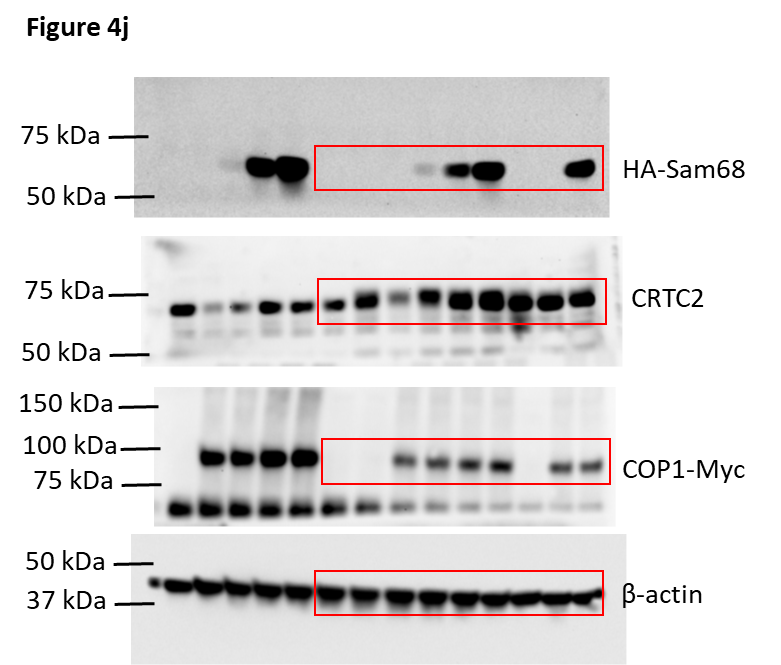 Figure 4j
75 kDa
50 kDa
HA-Sam68
75 kDa
50 kDa
CRTC2
150 kDa
100 kDa
75 kDa
COP1-Myc
50 kDa
37 kDa
β-actin